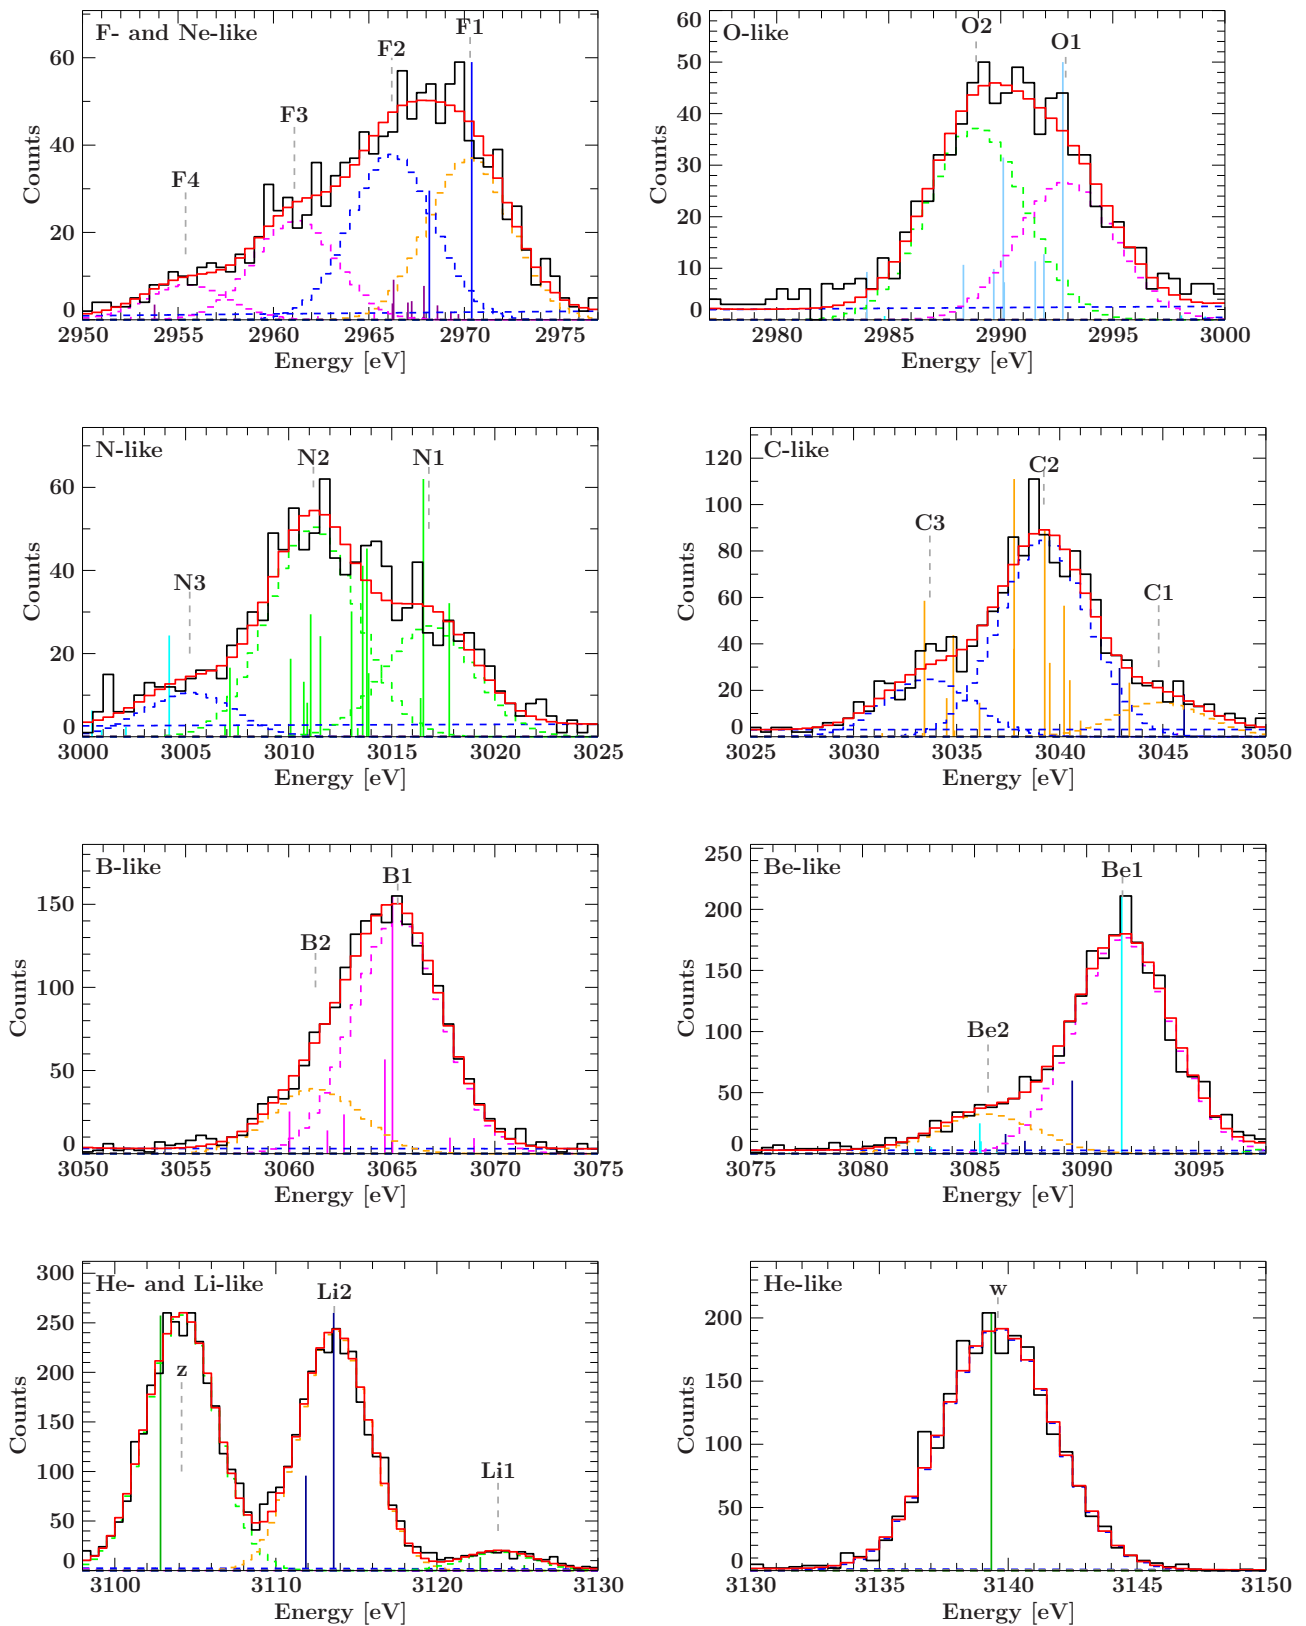 F- and Ne-like
F1
F2
F3
F4
60
40
20
0
Counts
2950 2955 2960 2965 2970 2975
Energy [eV]
O-like
O2
O1
60
50
40
30
20
10
0
Counts
2980 2985 2990 2995 3000
Energy [eV]
N-like
N2
N1
N3
60
40
20
0
Counts
3000 3005 3010 3015 3020 3025
Energy [eV]
C-like
C2
C3
C1
120
100
80
60
40
20
0
Counts
3025 3030 3035 3040 3045 3050
Energy [eV]
B-like
B1
B2
150
100
50
0
Counts
3050 3055 3060 3065 3070 3075
Energy [eV]
Be-like
Be1
Be2
250
200
150
100
50
0
Counts
3075 3080 3085 3090 3095
Energy [eV]
He- and Li-like
Li2
z
Li1
300
250
200
150
100
50
0
Counts
3100 3110 3120 3130
Energy [eV]
He-like
w
200
150
100
50
0
Counts
3130 3135 3140 3145 3150
Energy [eV]